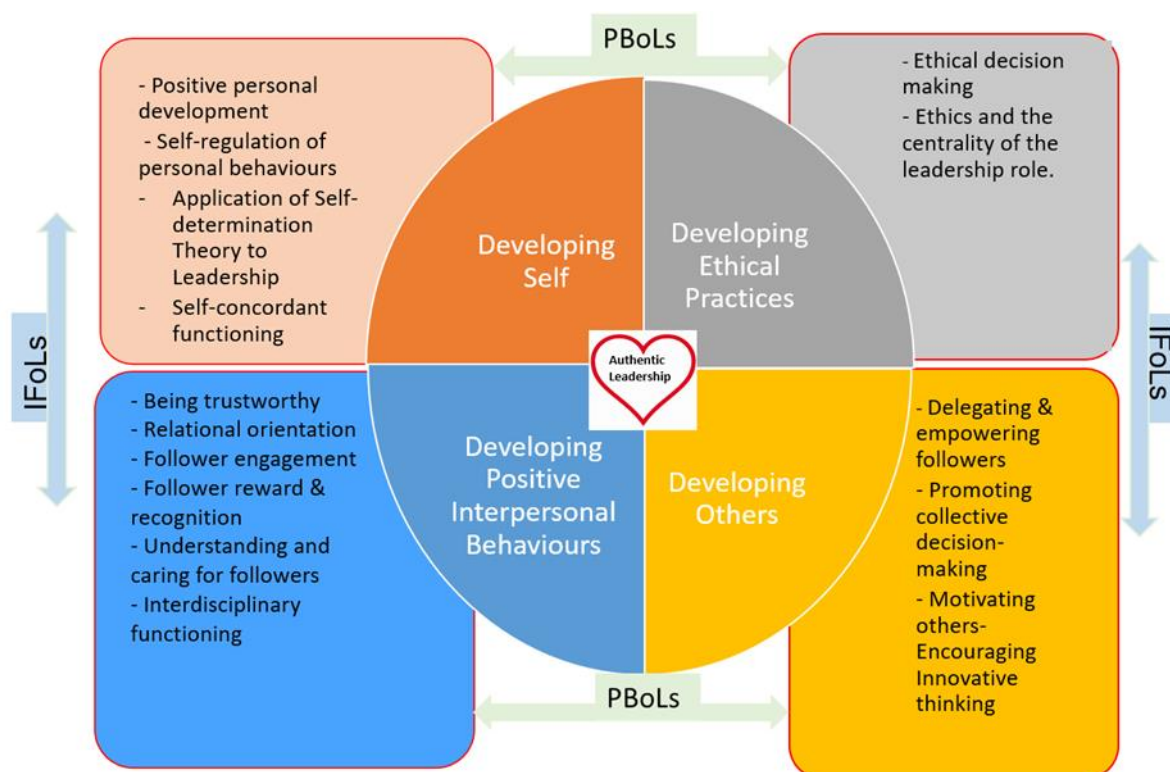 PBoLs
- Positive personal
development
- Self-regulation of
personal behaviours
- Application of Self-
determination
Theory to
Leadership
- Self-concordant
functioning
- Ethical decision
making
- Ethics and the
centrality of the
leadership role.
Developing
Self
Developing
Ethical
Practices
IFoLs
IFoLs
Authentic
Leadership
- Being trustworthy
- Relational orientation
- Follower engagement
- Follower reward &
recognition
- Understanding and
caring for followers
- Interdisciplinary
functioning
Developing
Positive
Interpersonal
Behaviours
Developing
Others
- Delegating &
empowering
followers
- Promoting
collective
decision-
making
- Motivating
others-
Encouraging
Innovative
thinking
PBoLs